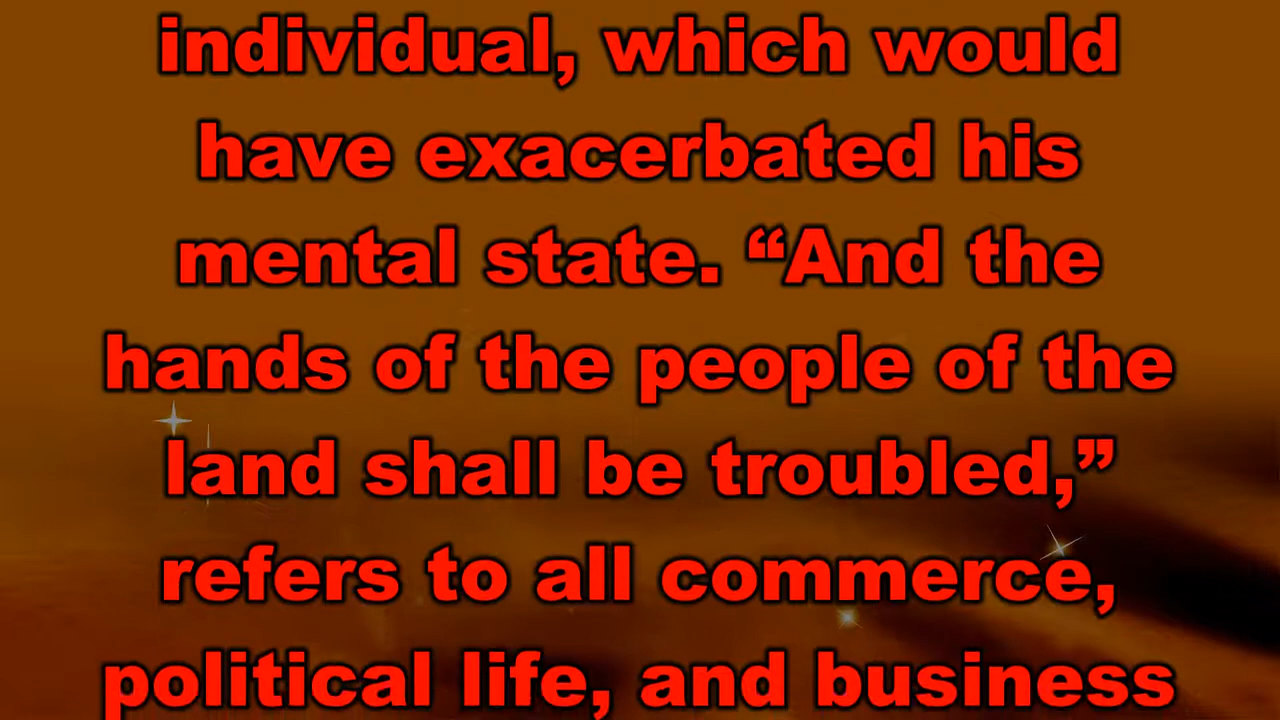 individual, which would
have exacerbated his
mental state. “And the
hands of the people of the
land shall be troubled,”
refers to all commerce,
political life, and business